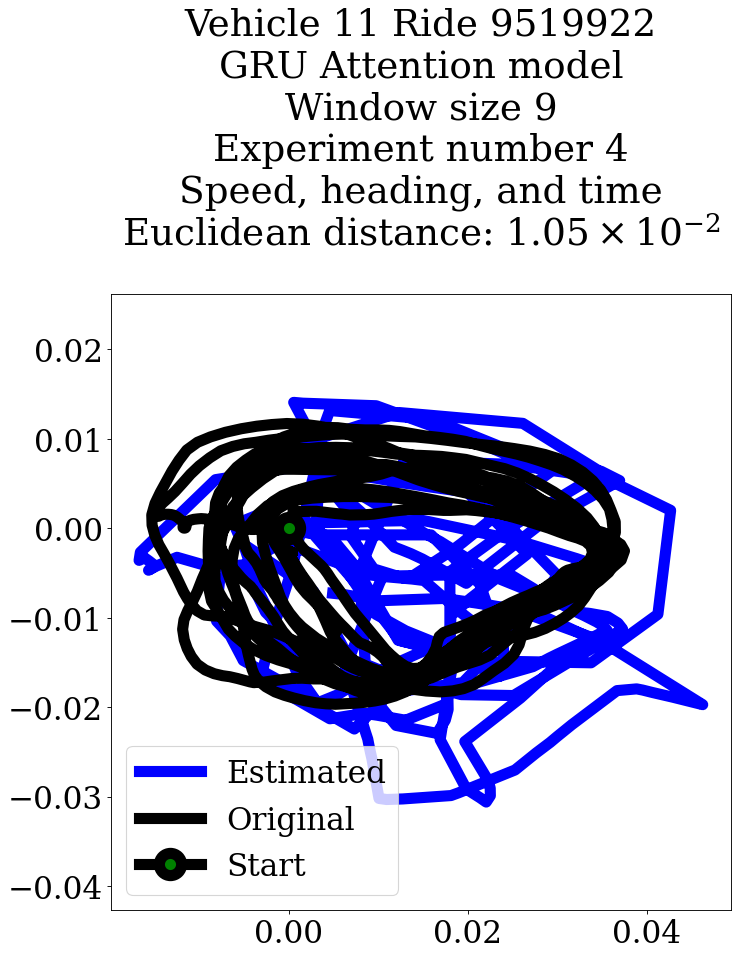 Vehicle 11 Ride 9519922
GRU Attention model
Window size 9
Experiment number 4
Speed, heading, and time
Euclidean distance: 1.05 × 10⁻²
0.02
0.01
0.00
−0.01
−0.02
−0.03
−0.04
Estimated
Original
Start
0.00 0.02 0.04